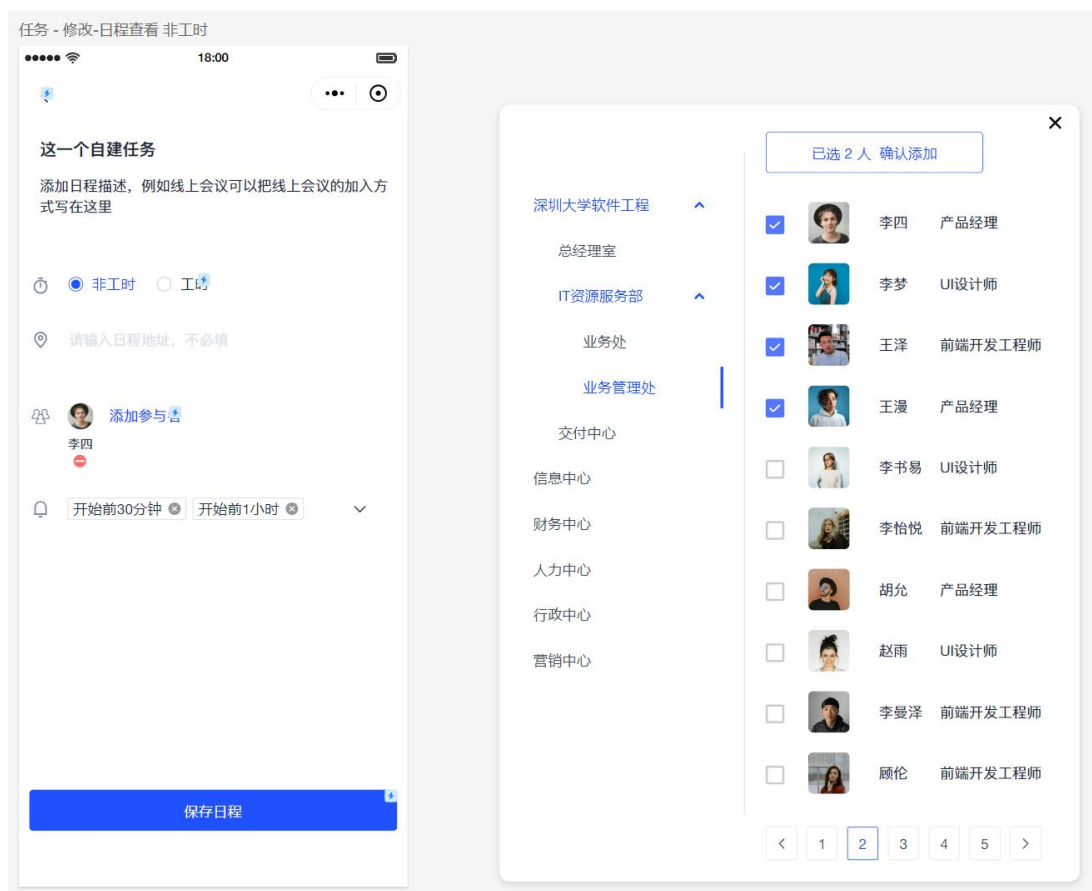 任务 - 修改-日程查看 非工时
18:00
这一个自建任务
添加日程描述，例如线上会议可以把线上会议的加入方
式写在这里
非工时 工时
请输入日程地址，不必填
添加参与者
李四
开始前30分钟 开始前1小时
保存日程
已选 2 人 确认添加
深圳大学软件工程
总经理室
IT资源服务部
业务处
业务管理处
交付中心
信息中心
财务中心
人力中心
行政中心
营销中心
李四 产品经理
李梦 UI设计师
王泽 前端开发工程师
王漫 产品经理
李书易 UI设计师
李怡悦 前端开发工程师
胡允 产品经理
赵雨 UI设计师
李曼泽 前端开发工程师
顾伦 前端开发工程师
1 2 3 4 5